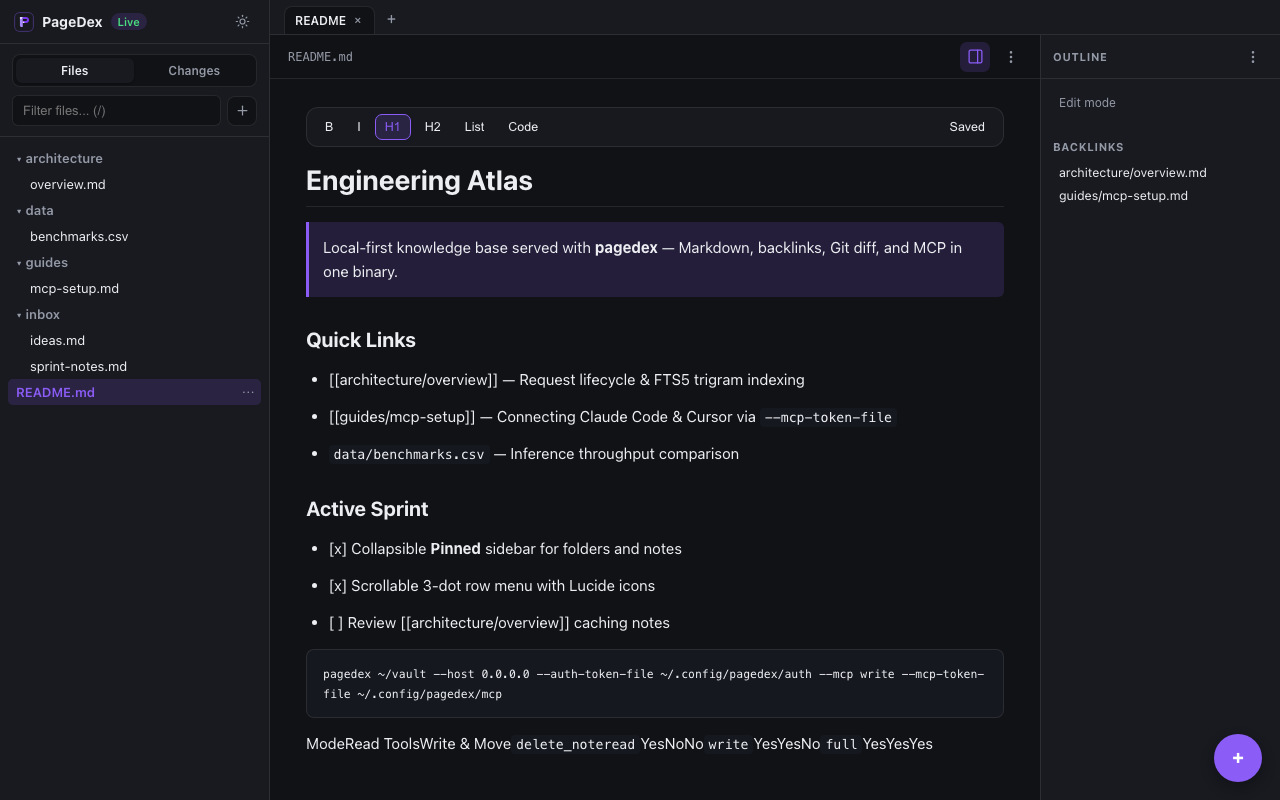 PageDex Live
Files Changes
Filter files... (/)
architecture
overview.md
data
benchmarks.csv
guides
mcp-setup.md
inbox
ideas.md
sprint-notes.md
README.md ···
README × +
README.md
B I H1 H2 List Code Saved
Engineering Atlas
Local-first knowledge base served with pagedex — Markdown, backlinks, Git diff, and MCP in
one binary.
Quick Links
• [[architecture/overview]] — Request lifecycle & FTS5 trigram indexing
• [[guides/mcp-setup]] — Connecting Claude Code & Cursor via --mcp-token-file
• data/benchmarks.csv — Inference throughput comparison
Active Sprint
• [x] Collapsible Pinned sidebar for folders and notes
• [x] Scrollable 3-dot row menu with Lucide icons
• [ ] Review [[architecture/overview]] caching notes
pagedex ~/vault --host 0.0.0.0 --auth-token-file ~/.config/pagedex/auth --mcp write --mcp-token-
file ~/.config/pagedex/mcp
ModeRead ToolsWrite & Move delete_noteread YesNoNo write YesYesNo full YesYesYes
OUTLINE
Edit mode
BACKLINKS
architecture/overview.md
guides/mcp-setup.md
+